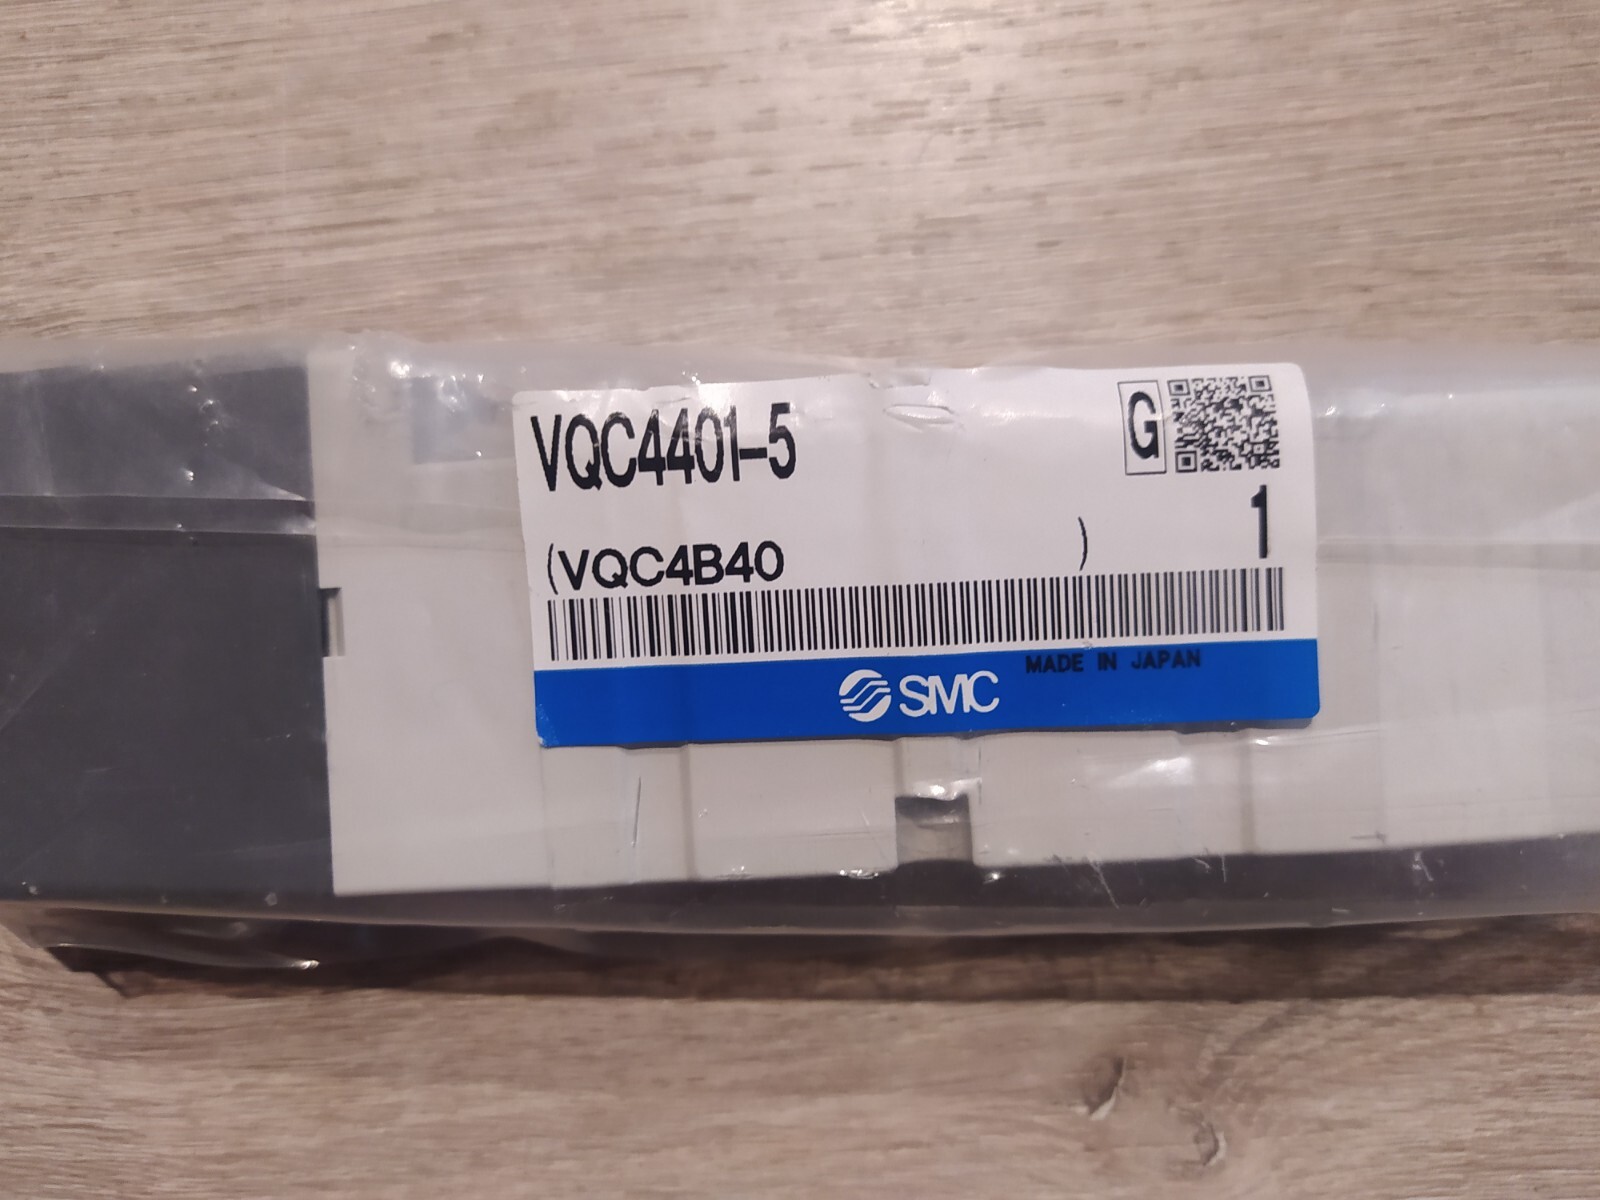 VQC4401-5
G
1
(VQC4B40 )
SMC
MADE IN JAPAN